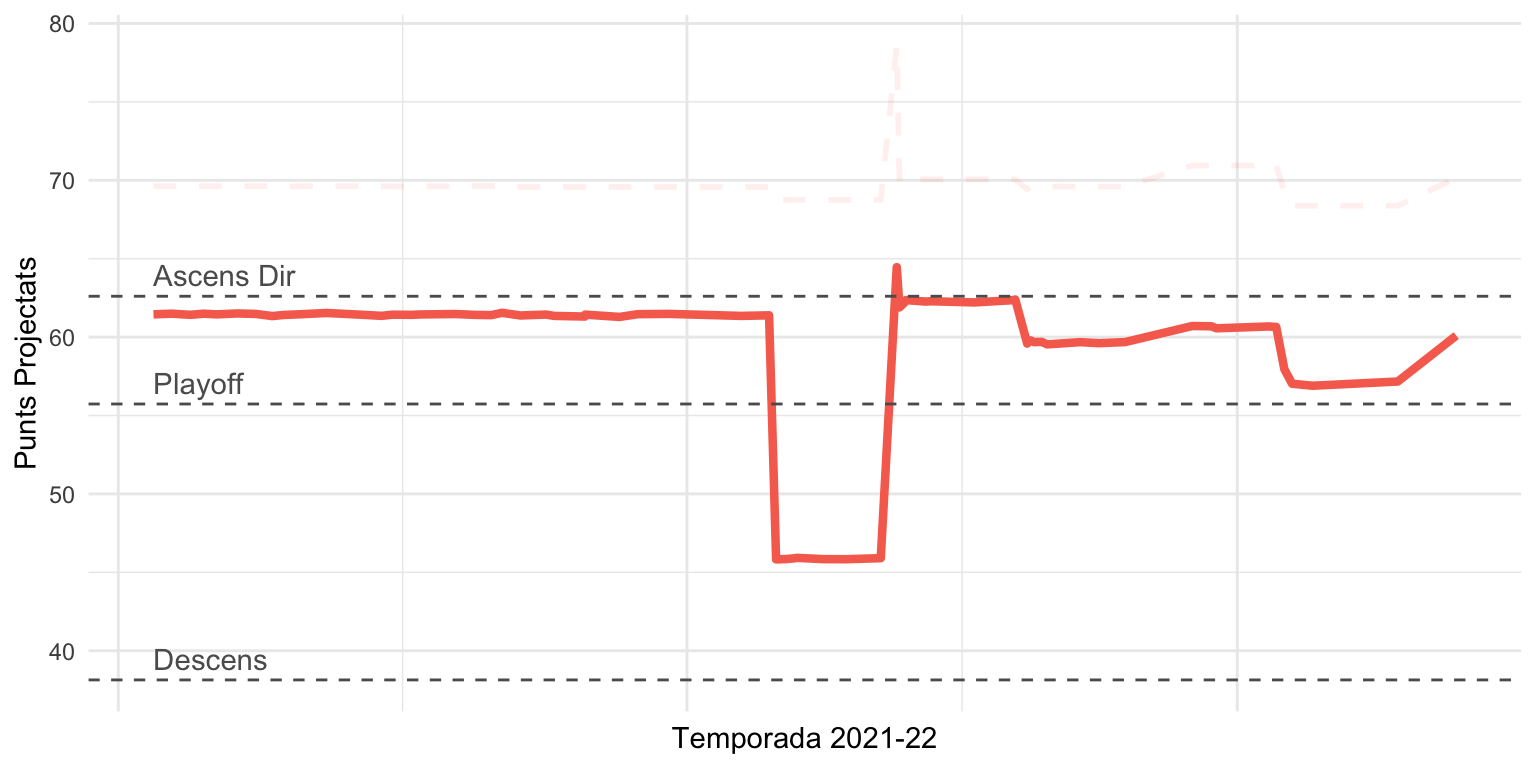 80
70
60
50
40
Punts Projectats
Ascens Dir
Playoff
Descens
Temporada 2021-22